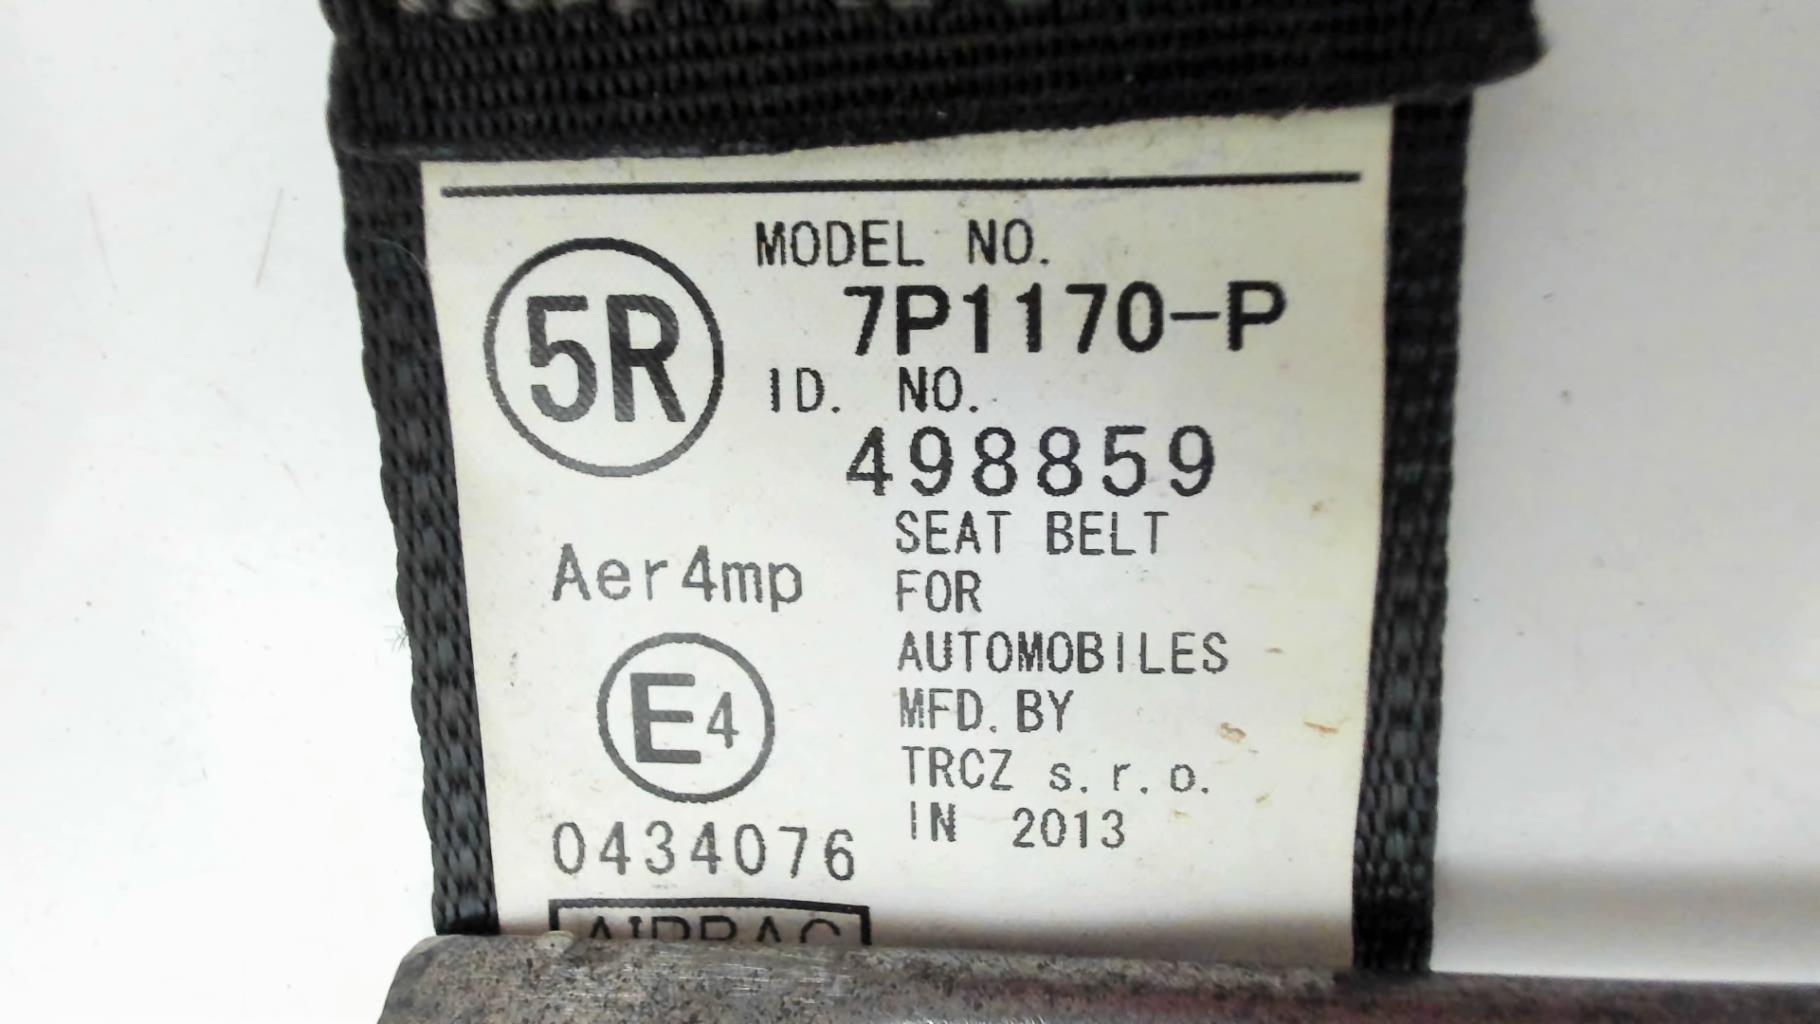 MODEL NO.
5R
7P1170-P
ID. NO.
498859
SEAT BELT
Aer4mp
FOR
AUTOMOBILES
E4
MFD. BY
TRCZ s.r.o.
0434076
IN 2013
AIRBAG